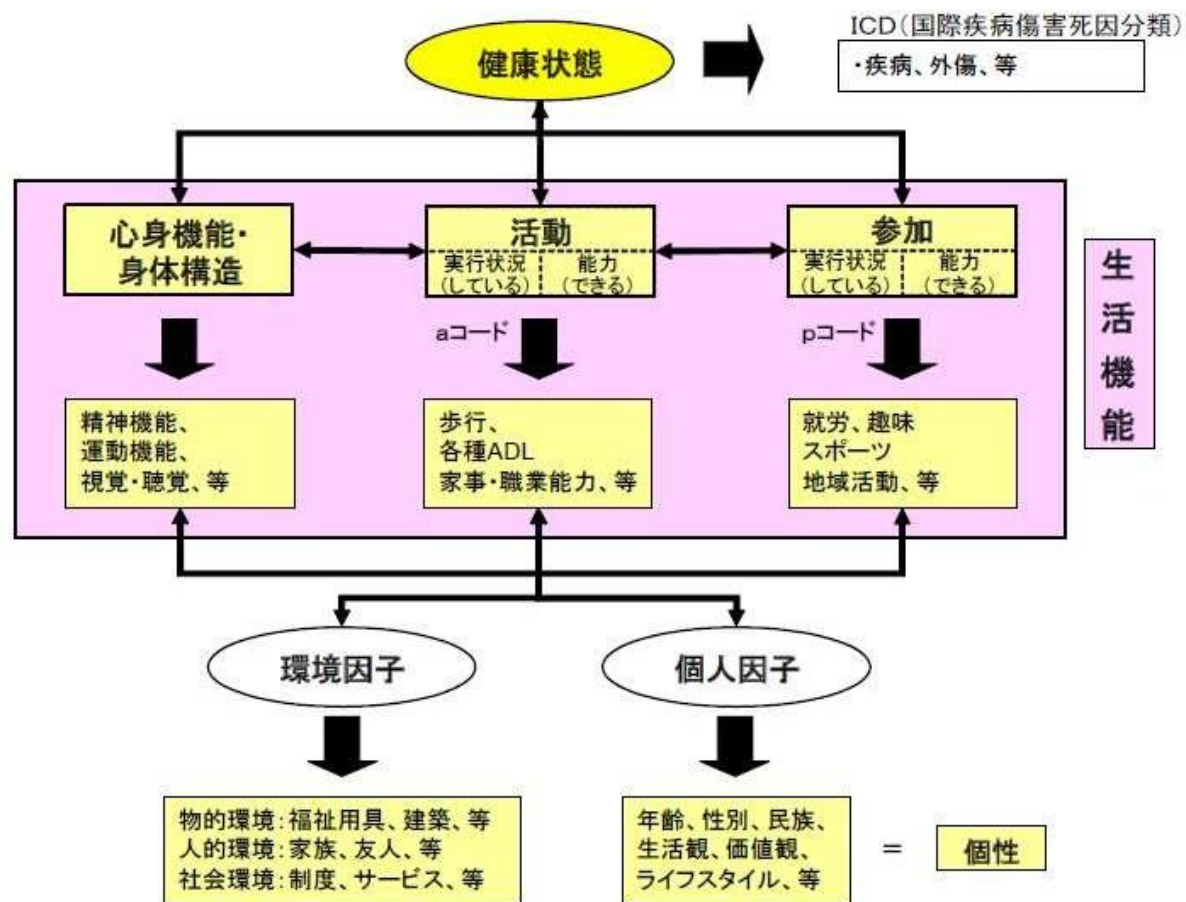 ICD(国際疾病傷害死因分類)
健康状態
・疾病、外傷、等
心身機能・
身体構造
活動
実行状況
(している)
能力
(できる)
参加
実行状況
(している)
能力
(できる)
生活機能
aコード
pコード
精神機能、
運動機能、
視覚・聴覚、等
歩行、
各種ADL
家事・職業能力、等
就労、趣味
スポーツ
地域活動、等
環境因子
個人因子
物的環境:福祉用具、建築、等
人的環境:家族、友人、等
社会環境:制度、サービス、等
年齢、性別、民族、
生活観、価値観、
ライフスタイル、等
=
個性